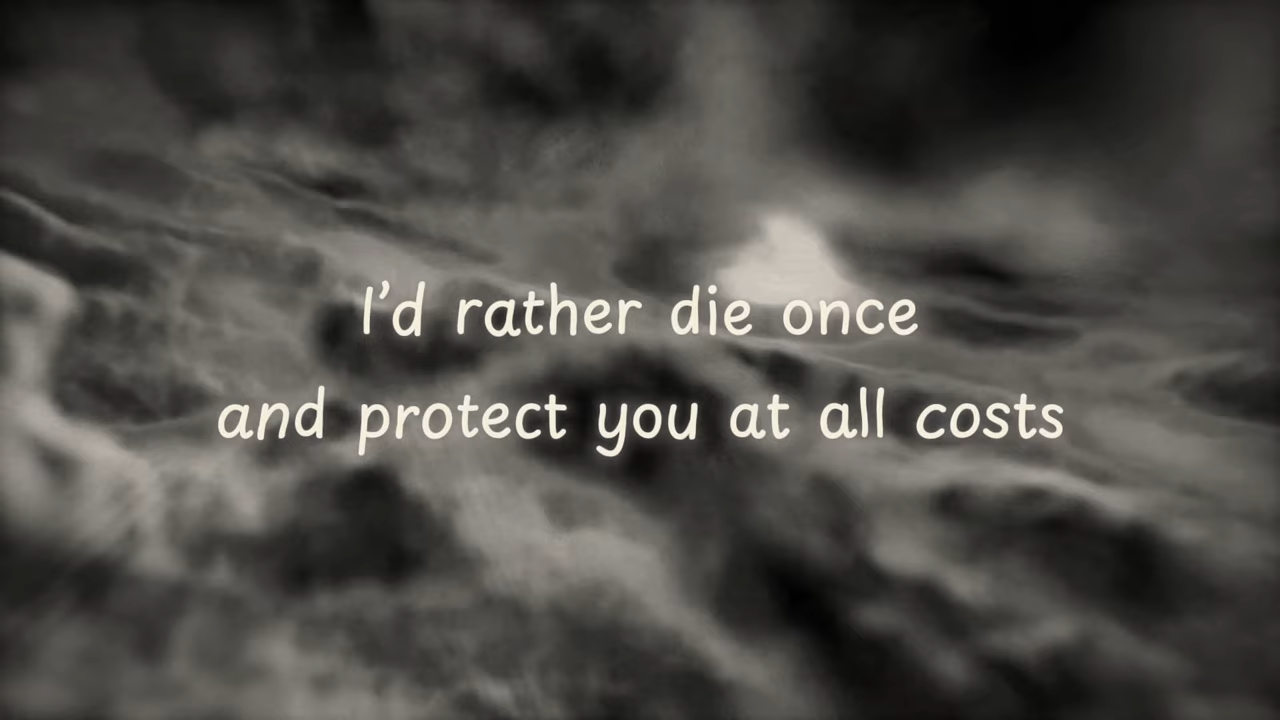 I’d rather die once
and protect you at all costs